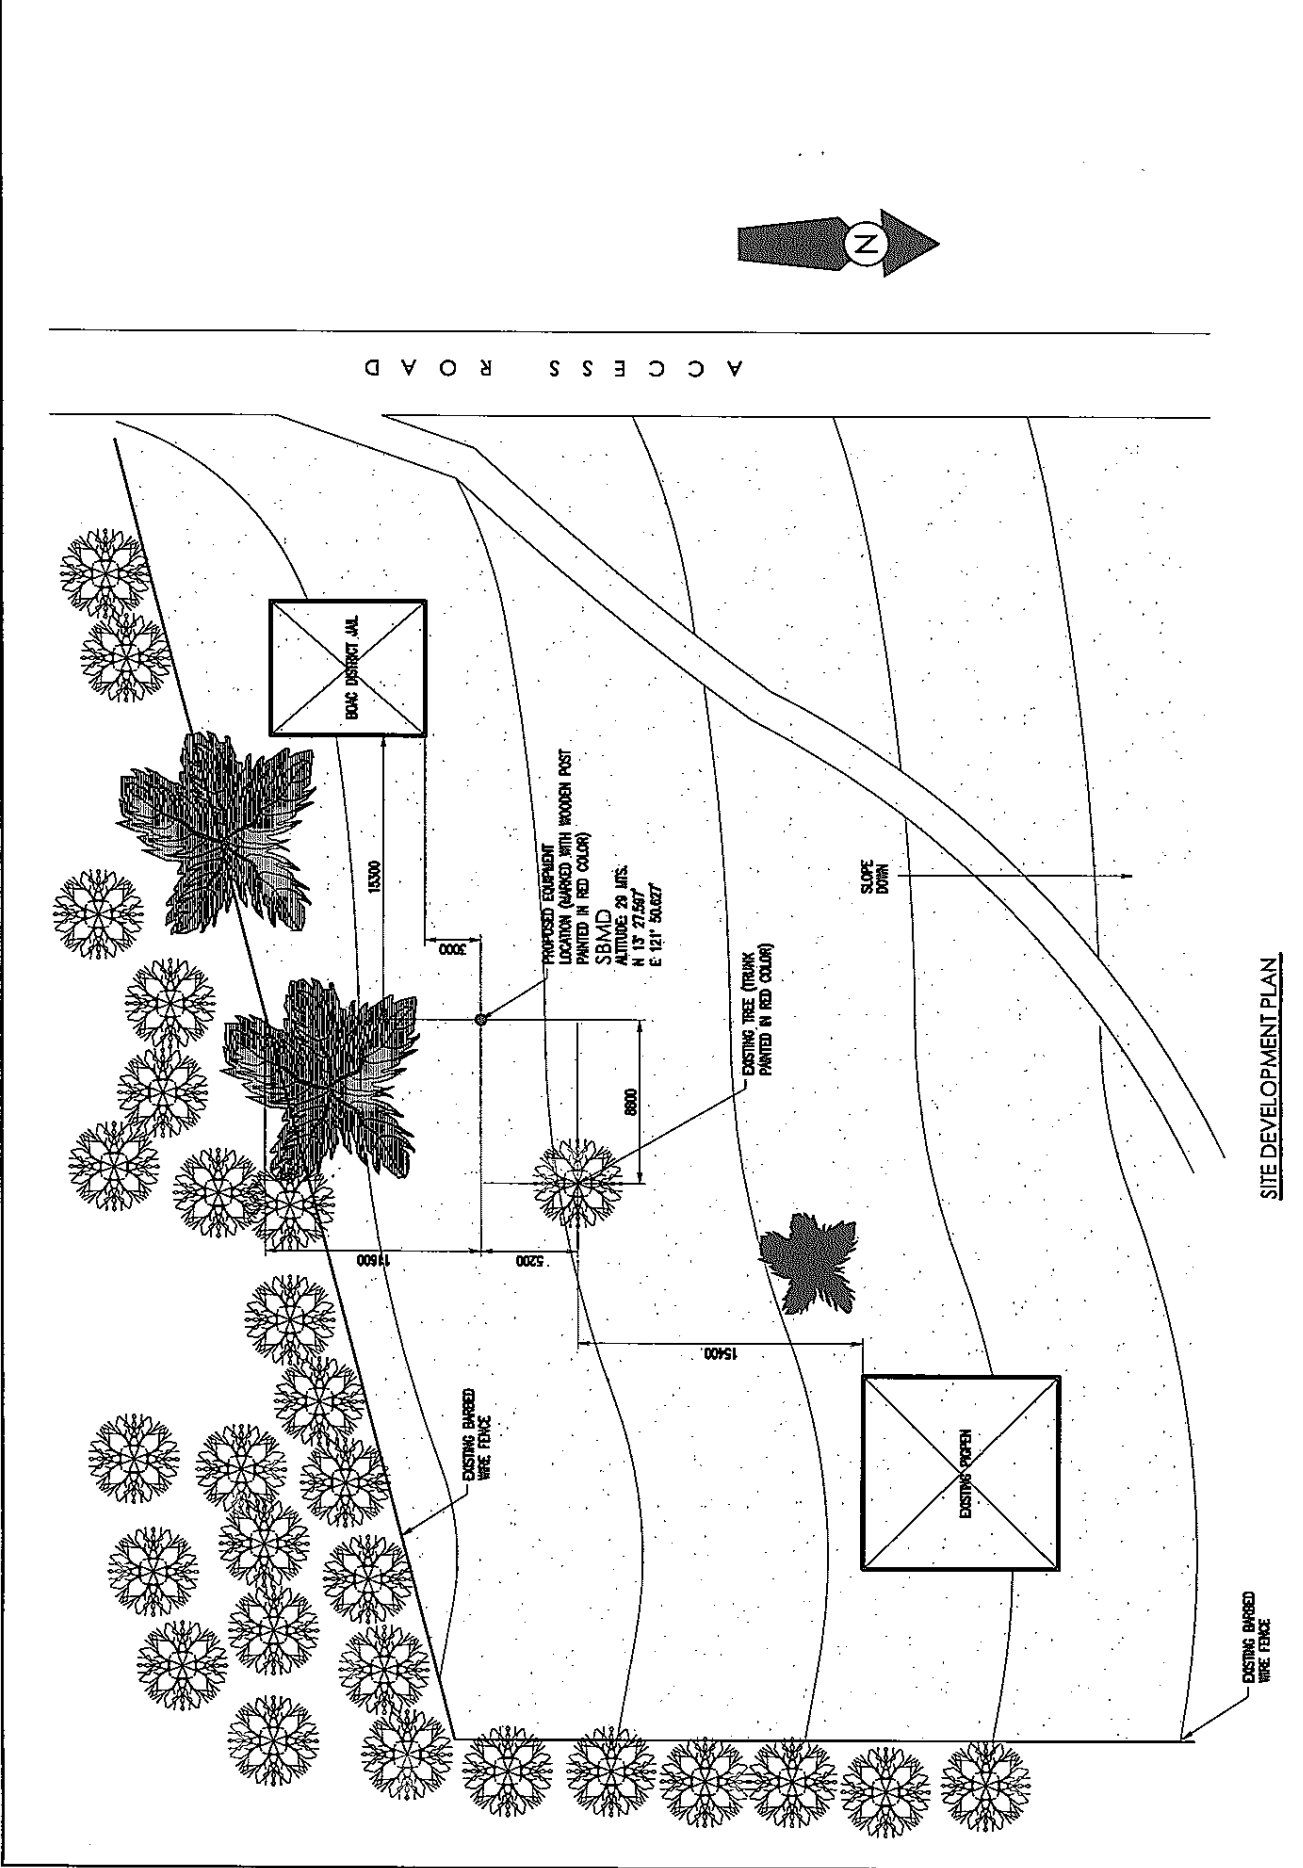 ACCESS ROAD
N
BOAC DISTRICT JAIL
15300
3000
PROPOSED EQUIPMENT
LOCATION (MARKED WITH WOODEN POST
PAINTED IN RED COLOR)
SBMD
ALTITUDE: 29 MTS.
N 13° 27.597'
E 121° 50.627'
SLOPE
DOWN
EXISTING TREE (TRUNK
PAINTED IN RED COLOR)
8800
11600
5200
15400
EXISTING BARBED
WIRE FENCE
EXISTING PIGPEN
EXISTING BARBED
WIRE FENCE
SITE DEVELOPMENT PLAN